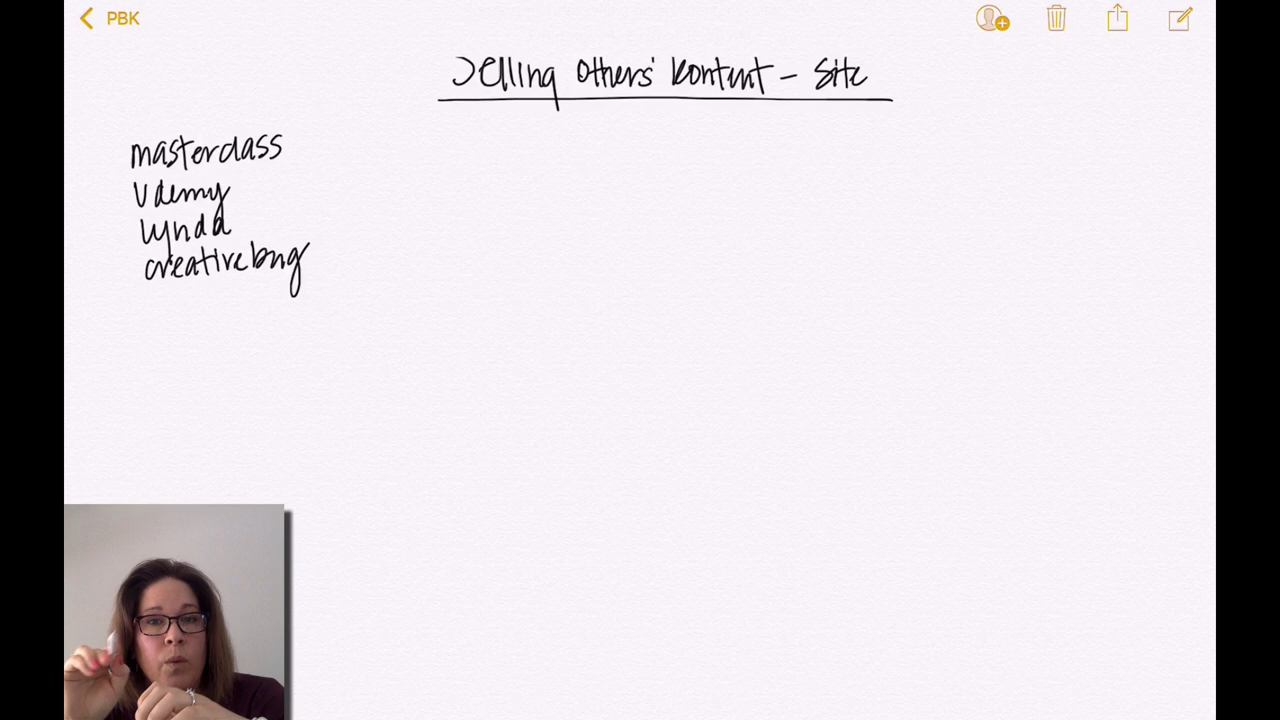 PBK
Selling Others' Kontent - Site
masterclass
Udemy
Lynda
creativebug